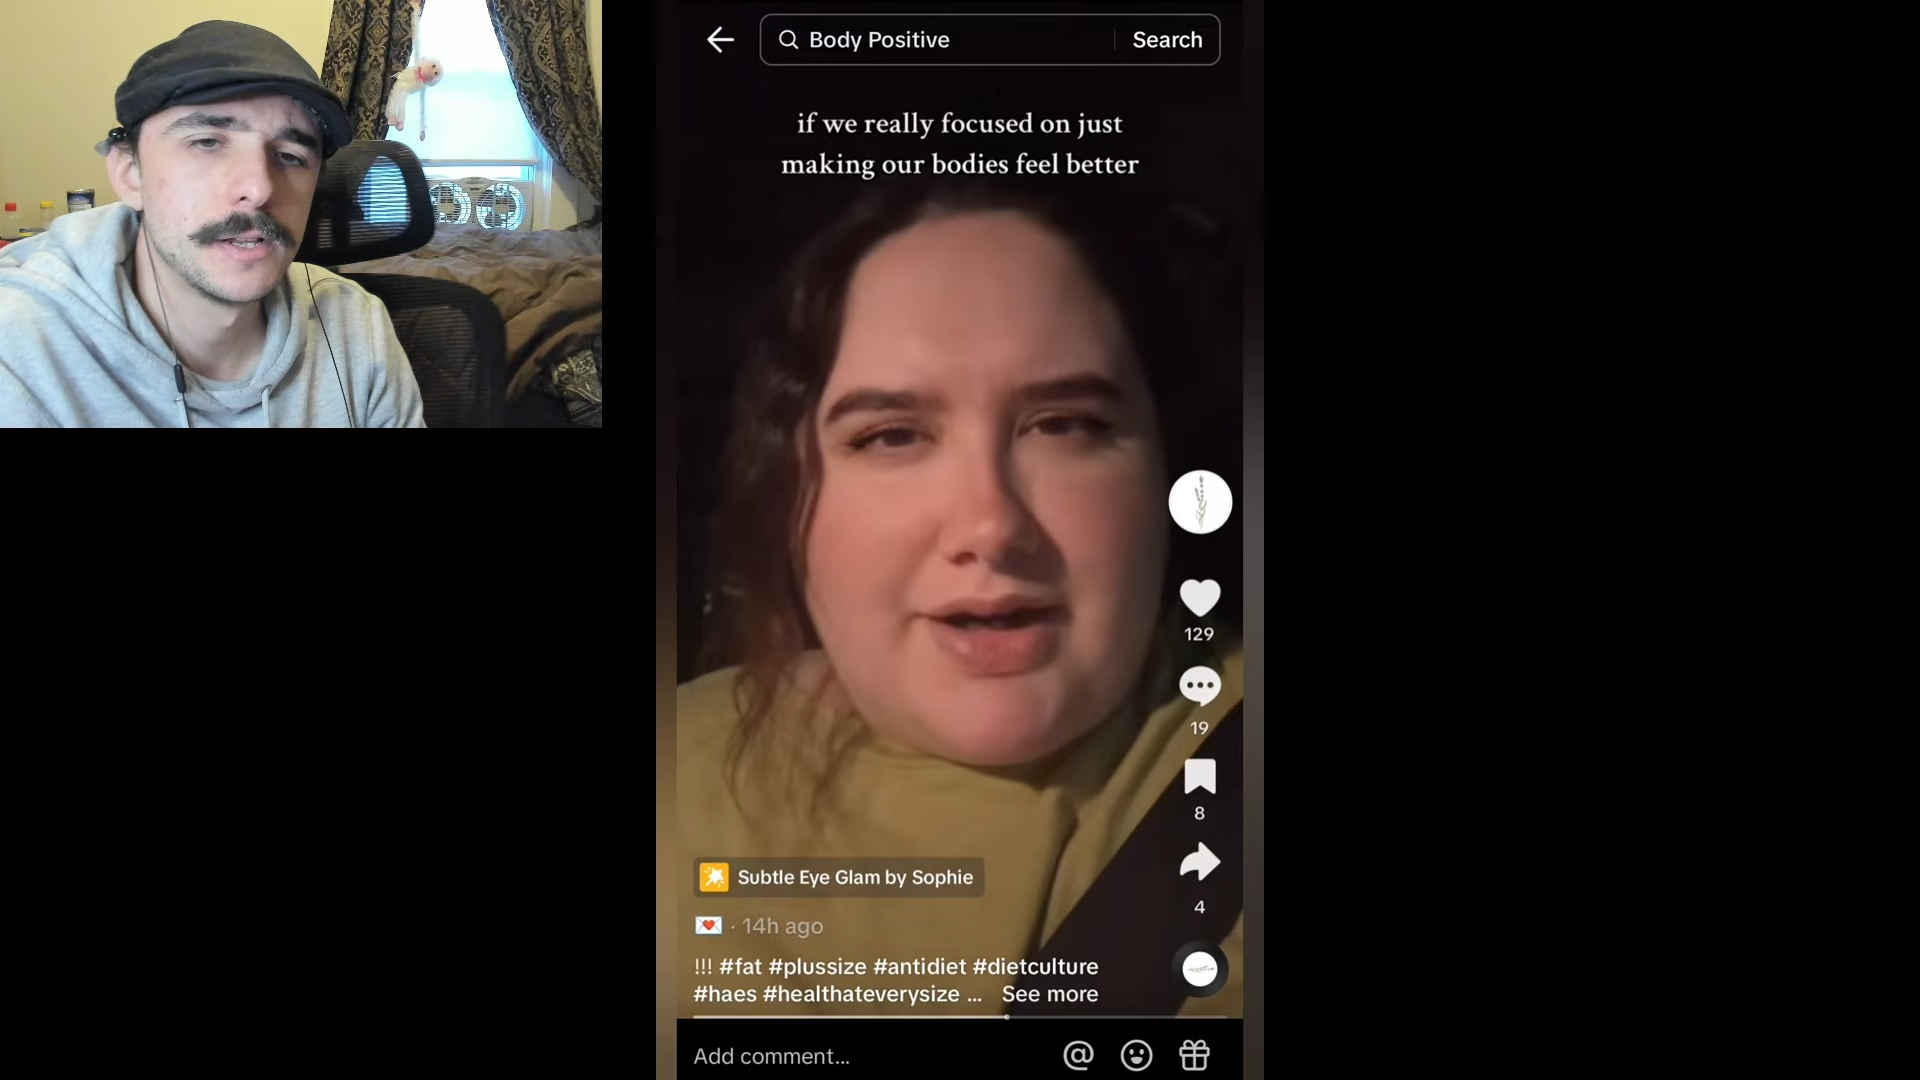 Body Positive
Search
if we really focused on just
making our bodies feel better
129
19
8
4
Subtle Eye Glam by Sophie
· 14h ago
!!! #fat #plussize #antidiet #dietculture
#haes #healthateverysize ... See more
Add comment...